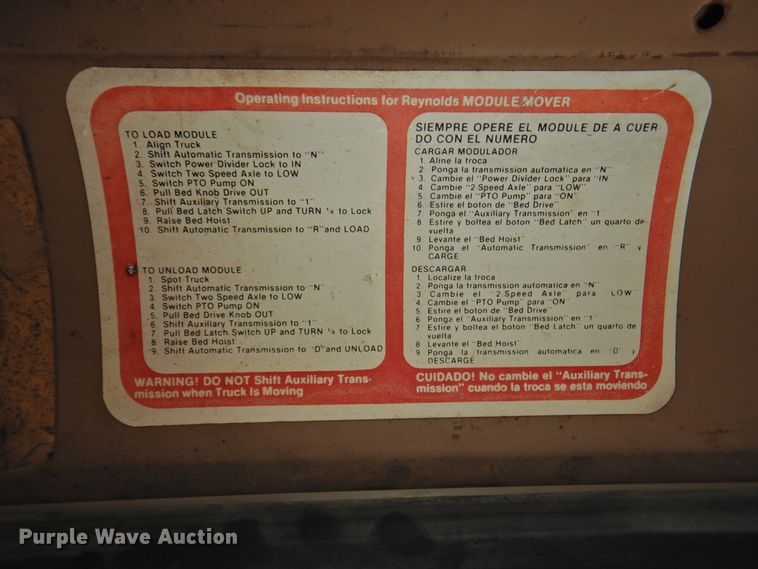 Operating Instructions for Reynolds MODULE MOVER
TO LOAD MODULE
1. Align Truck
2. Shift Automatic Transmission to "N"
3. Switch Power Divider Lock to IN
4. Switch Two Speed Axle to LOW
5. Switch PTO Pump ON
6. Pull Bed Knob Drive OUT
7. Shift Auxiliary Transmission to "1"
8. Pull Bed Latch Switch UP and TURN ¼ to Lock
9. Raise Bed Hoist
10 Shift Automatic Transmission to "R" and LOAD
TO UNLOAD MODULE
1. Spot Truck
2. Shift Automatic Transmission to "N"
3. Switch Two Speed Axle to LOW
4. Switch PTO Pump ON
5. Pull Bed Drive Knob OUT
6. Shift Auxiliary Transmission to "1"
7. Pull Bed Latch Switch UP and TURN ¼ to Lock
8. Raise Bed Hoist
9. Shift Automatic Transmission to "D" and UNLOAD
WARNING! DO NOT Shift Auxiliary Trans-
mission when Truck Is Moving
SIEMPRE OPERE EL MODULE DE A CUER-
DO CON EL NUMERO
CARGAR MODULADOR
1 Aline la troca
2 Ponga la transmission automatica en "N"
3 Cambie el "Power Divider Lock" para "IN"
4 Cambie "2 Speed Axle" para "LOW"
5 Cambie el "PTO Pump" para "ON"
6 Estire el boton de "Bed Drive"
7 Ponga el "Auxiliary Transmission" en "1"
8 Estire y boltea el boton "Bed Latch" un quarto de
vuelta
9 Levante el "Bed Hoist"
10 Ponga el "Automatic Transmission" en "R" y
CARGE
DESCARGAR
1 Localize la troca
2 Ponga la transmission automatica en "N"
3 Cambie el "2-Speed Axle" para "LOW"
4 Cambie el "PTO Pump" para "ON"
5 Estire el boton de "Bed Drive"
6 Ponga el "Auxiliary Transmission" en "1"
7 Estire y boltea el boton "Bed Latch" un quarto de
vuelta
8 Levante el "Bed Hoist"
9 Ponga la transmission automatica en "D" y
DESCARGE
CUIDADO! No cambie el "Auxiliary Trans-
mission" cuando la troca se esta moviendo
Purple Wave Auction